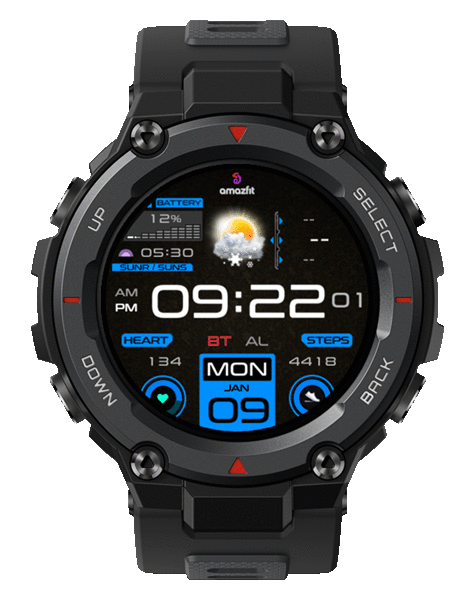 amazfit
BATTERY
12%
05:30
SUNR / SUNS
--
--
--
AM
PM
09:22 01
HEART
BT AL
STEPS
134
4418
MON
JAN
09
UP
SELECT
DOWN
BACK